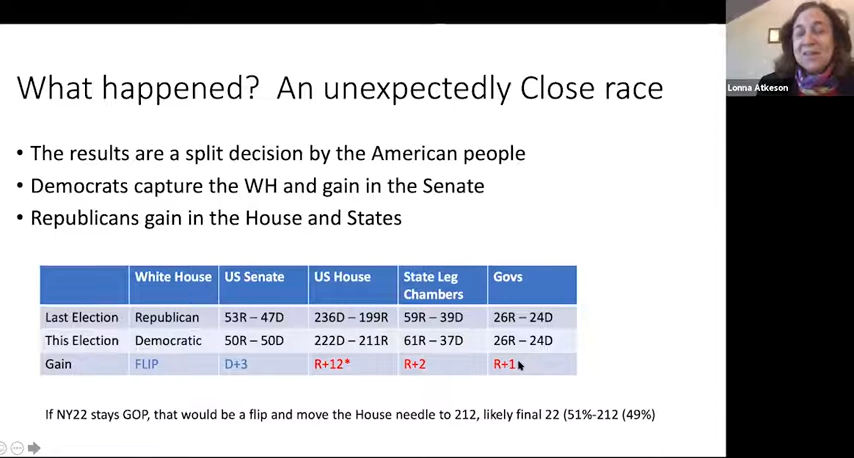 What happened? An unexpectedly Close race
Lonna Atkeson
• The results are a split decision by the American people
• Democrats capture the WH and gain in the Senate
• Republicans gain in the House and States
White House US Senate US House State Leg Chambers Govs
Last Election Republican 53R – 47D 236D – 199R 59R – 39D 26R – 24D
This Election Democratic 50R – 50D 222D – 211R 61R – 37D 26R – 24D
Gain FLIP D+3 R+12* R+2 R+1
If NY22 stays GOP, that would be a flip and move the House needle to 212, likely final 22 (51%-212 (49%)